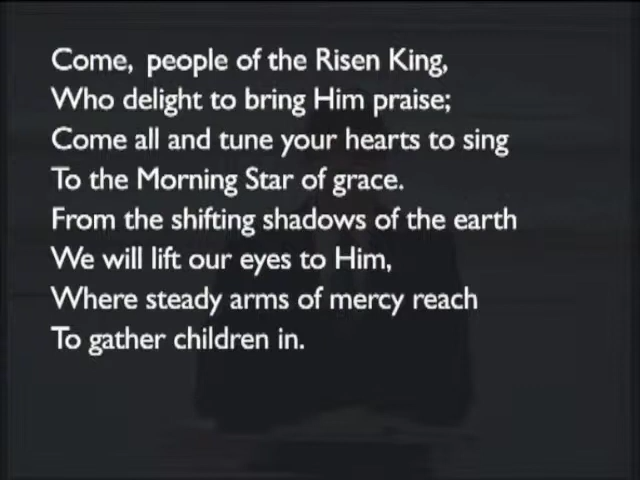 Come, people of the Risen King,
Who delight to bring Him praise;
Come all and tune your hearts to sing
To the Morning Star of grace.
From the shifting shadows of the earth
We will lift our eyes to Him,
Where steady arms of mercy reach
To gather children in.